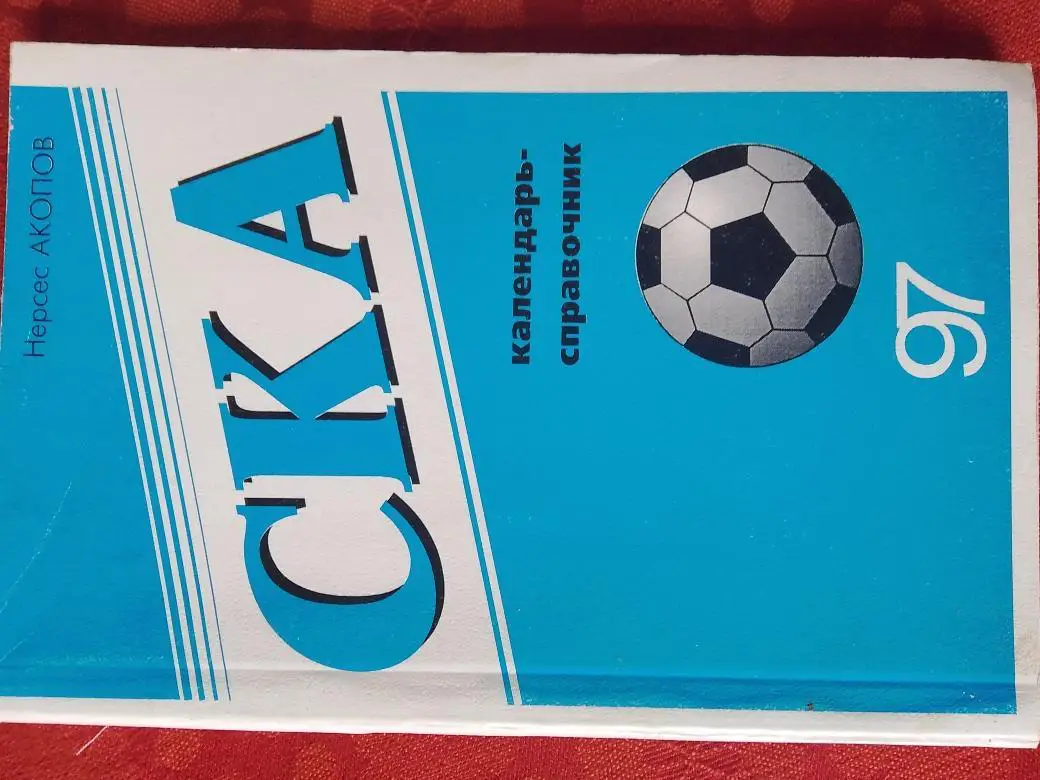 Нерсес АКОПОВ
СКА
календарь-
справочник
97